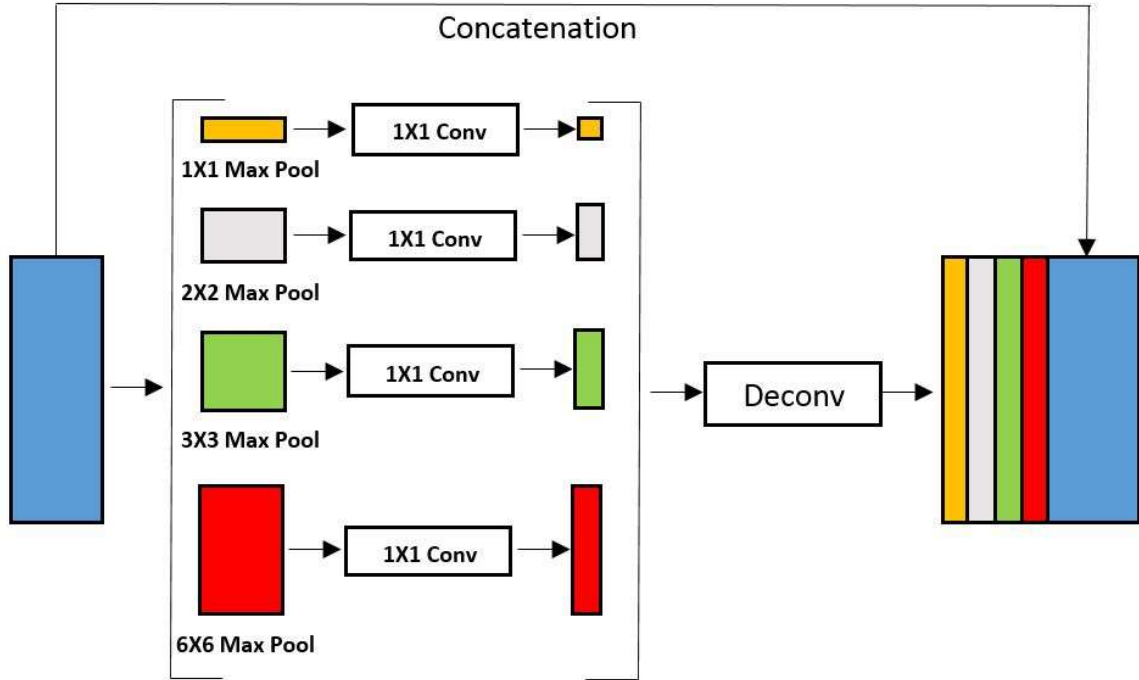 Concatenation
1X1 Conv
1X1 Max Pool
1X1 Conv
2X2 Max Pool
1X1 Conv
3X3 Max Pool
Deconv
1X1 Conv
6X6 Max Pool